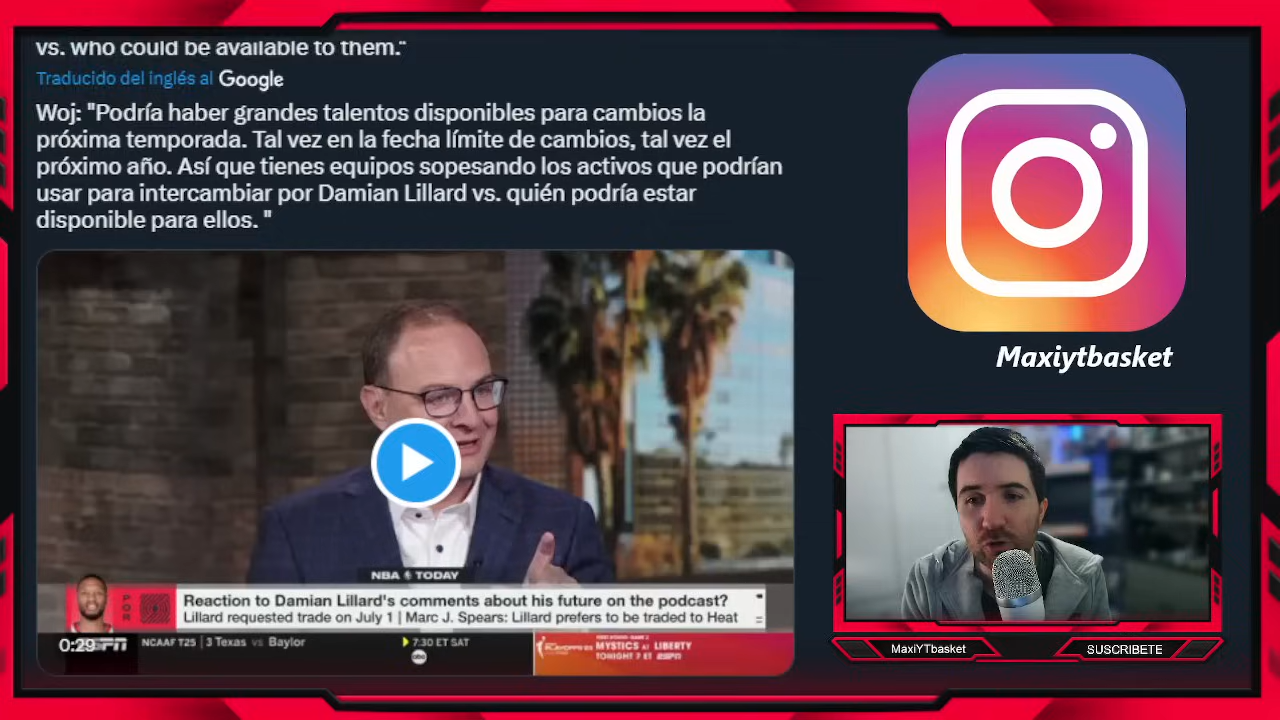 vs. who could be available to them."
Traducido del inglés al Google
Woj: "Podría haber grandes talentos disponibles para cambios la
próxima temporada. Tal vez en la fecha límite de cambios, tal vez el
próximo año. Así que tienes equipos sopesando los activos que podrían
usar para intercambiar por Damian Lillard vs. quién podría estar
disponible para ellos. "
Maxiytbasket
NBA TODAY
POR
Reaction to Damian Lillard's comments about his future on the podcast?
Lillard requested trade on July 1 | Marc J. Spears: Lillard prefers to be traded to Heat
0:29
ESPN
NCAAF T25 | 3 Texas vs Baylor
7:30 ET SAT
abc
MYSTICS at LIBERTY
TONIGHT 7 ET ESPN
MaxiYTbasket
SUSCRIBETE